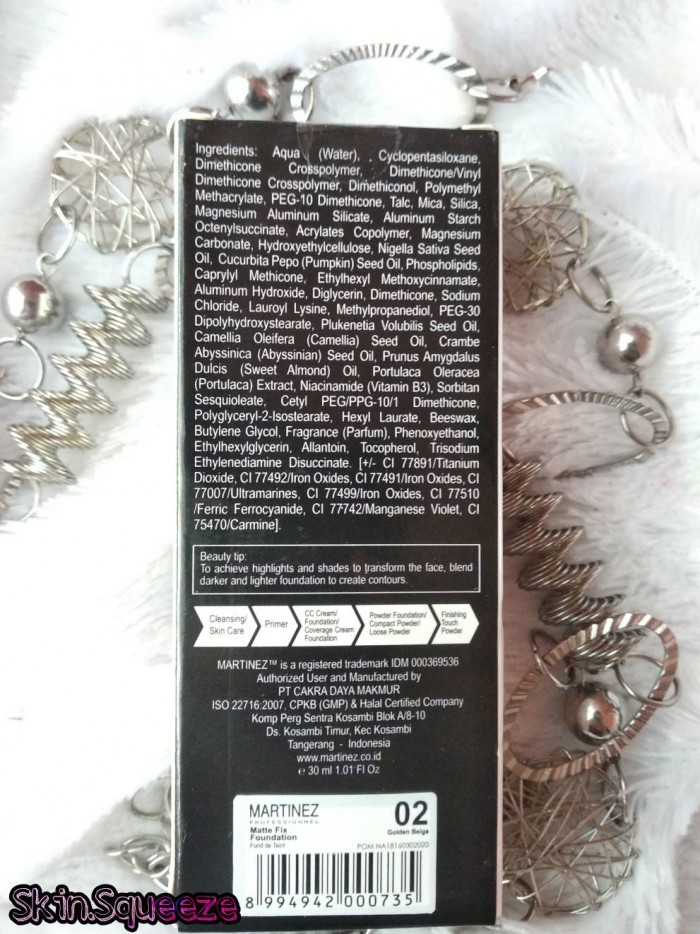 Ingredients: Aqua (Water), Cyclopentasiloxane,
Dimethicone Crosspolymer, Dimethicone/Vinyl
Dimethicone Crosspolymer, Dimethiconol, Polymethyl
Methacrylate, PEG-10 Dimethicone, Talc, Mica, Silica,
Magnesium Aluminum Silicate, Aluminum Starch
Octenylsuccinate, Acrylates Copolymer, Magnesium
Carbonate, Hydroxyethylcellulose, Nigella Sativa Seed
Oil, Cucurbita Pepo (Pumpkin) Seed Oil, Phospholipids,
Caprylyl Methicone, Ethylhexyl Methoxycinnamate,
Aluminum Hydroxide, Diglycerin, Dimethicone, Sodium
Chloride, Lauroyl Lysine, Methylpropanediol, PEG-30
Dipolyhydroxystearate, Plukenetia Volubilis Seed Oil,
Camellia Oleifera (Camellia) Seed Oil, Crambe
Abyssinica (Abyssinian) Seed Oil, Prunus Amygdalus
Dulcis (Sweet Almond) Oil, Portulaca Oleracea
(Portulaca) Extract, Niacinamide (Vitamin B3), Sorbitan
Sesquioleate, Cetyl PEG/PPG-10/1 Dimethicone,
Polyglyceryl-2-Isostearate, Hexyl Laurate, Beeswax,
Butylene Glycol, Fragrance (Parfum), Phenoxyethanol,
Ethylhexylglycerin, Allantoin, Tocopherol, Trisodium
Ethylenediamine Disuccinate. [+/- CI 77891/Titanium
Dioxide, CI 77492/Iron Oxides, CI 77491/Iron Oxides, CI
77007/Ultramarines, CI 77499/Iron Oxides, CI 77510
/Ferric Ferrocyanide, CI 77742/Manganese Violet, CI
75470/Carmine].
Beauty tip:
To achieve highlights and shades to transform the face, blend
darker and lighter foundation to create contours.
Cleansing/
Skin Care
Primer
CC Cream/
Foundation/
Coverage Cream
Foundation
Powder Foundation/
Compact Powder/
Loose Powder
Finishing
Touch
Powder
MARTINEZ™ is a registered trademark IDM 000369536
Authorized User and Manufactured by
PT CAKRA DAYA MAKMUR
ISO 22716:2007, CPKB (GMP) & Halal Certified Company
Komp Perg Sentra Kosambi Blok A/8-10
Ds. Kosambi Timur, Kec Kosambi
Tangerang - Indonesia
www.martinez.co.id
℮ 30 ml 1.01 Fl Oz
MARTINEZ
PROFESSIONNEL
Matte Fix
Foundation
Fond de Teint
02
Golden Beige
POM NA18160302020
8 994942 000735
Skin.Squeeze